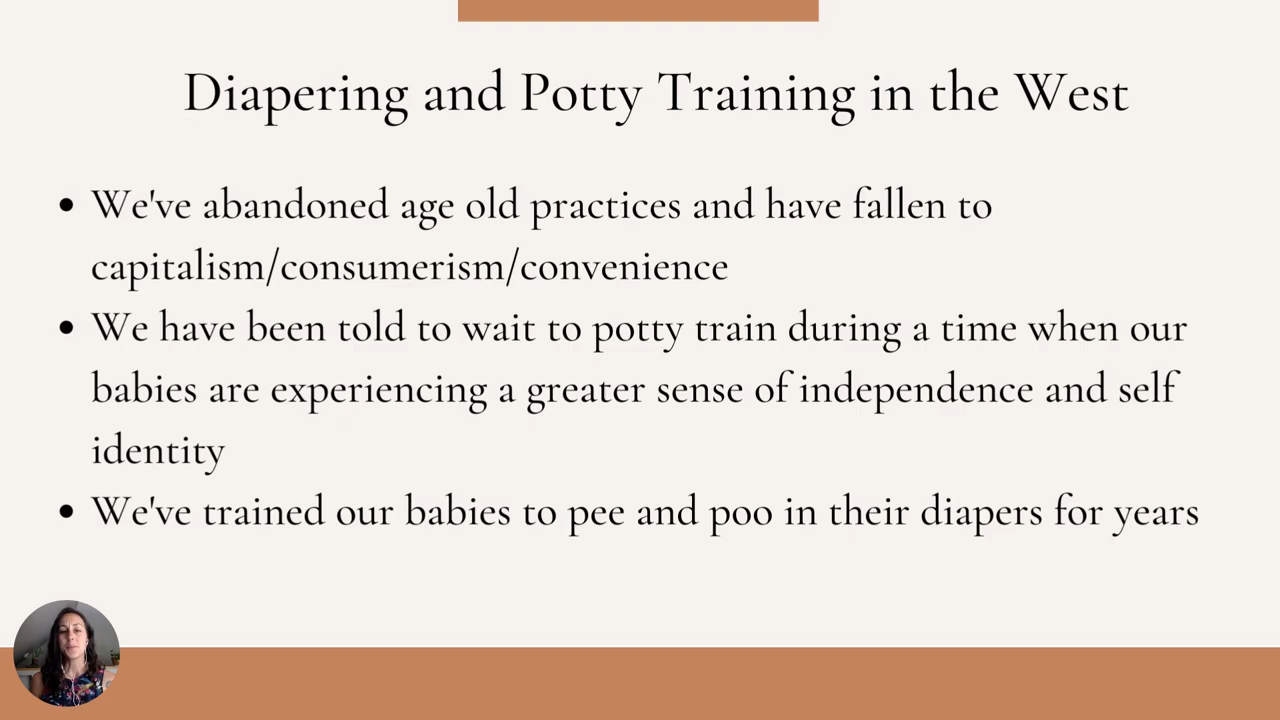 Diapering and Potty Training in the West
• We've abandoned age old practices and have fallen to
capitalism/consumerism/convenience
• We have been told to wait to potty train during a time when our
babies are experiencing a greater sense of independence and self
identity
• We've trained our babies to pee and poo in their diapers for years